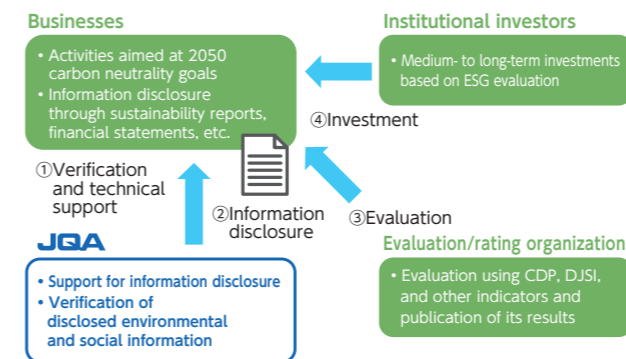 Businesses
• Activities aimed at 2050
carbon neutrality goals
• Information disclosure
through sustainability reports,
financial statements, etc.
Institutional investors
• Medium- to long-term investments
based on ESG evaluation
④Investment
①Verification
and technical
support
②Information
disclosure
③Evaluation
JQA
• Support for information disclosure
• Verification of
disclosed environmental
and social information
Evaluation/rating organization
• Evaluation using CDP, DJSI,
and other indicators and
publication of its results